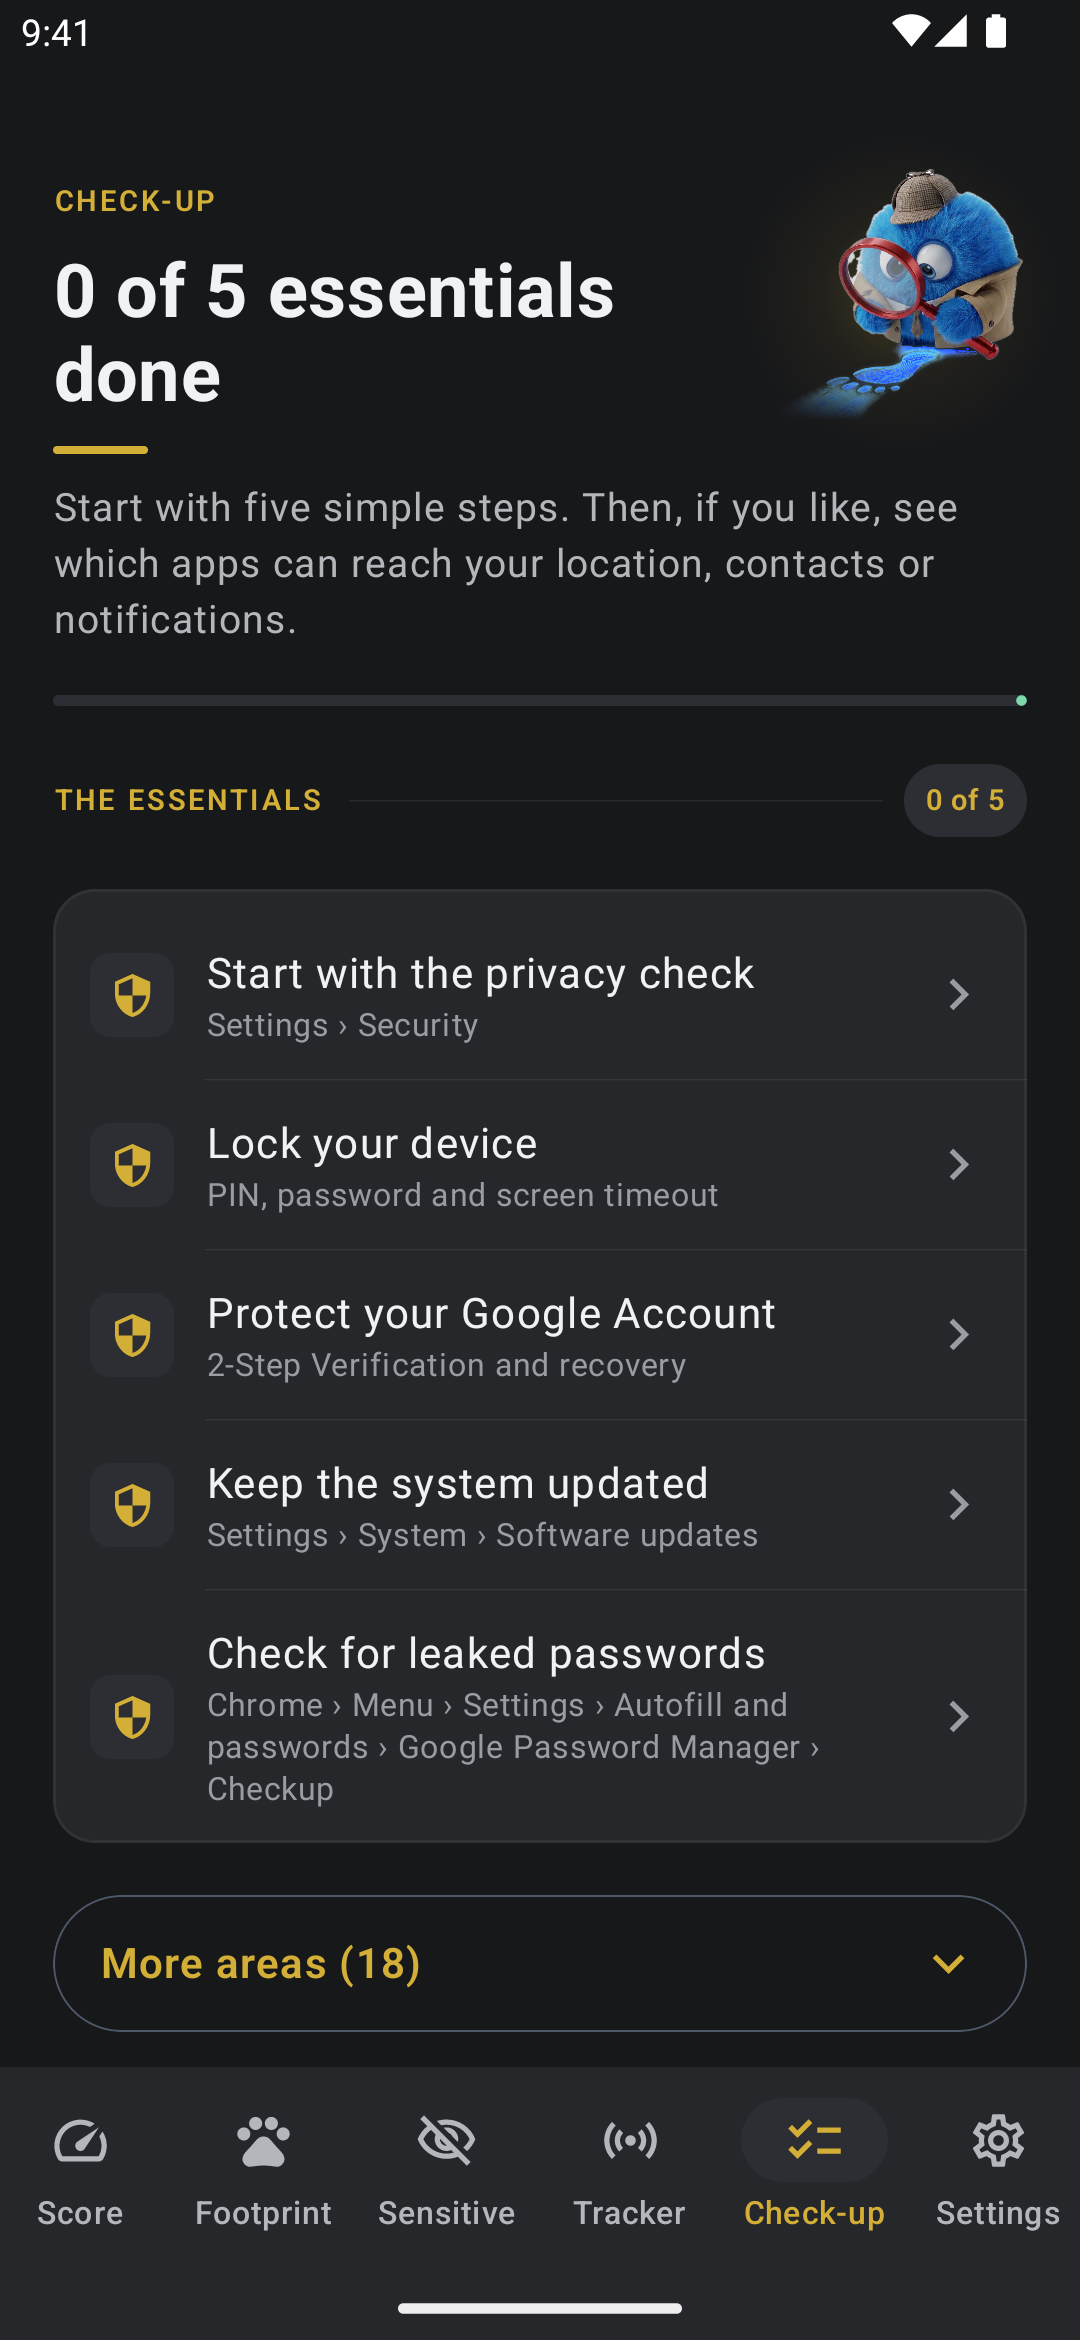 9:41
CHECK-UP
0 of 5 essentials
done
Start with five simple steps. Then, if you like, see
which apps can reach your location, contacts or
notifications.
THE ESSENTIALS
0 of 5
Start with the privacy check
Settings › Security
Lock your device
PIN, password and screen timeout
Protect your Google Account
2-Step Verification and recovery
Keep the system updated
Settings › System › Software updates
Check for leaked passwords
Chrome › Menu › Settings › Autofill and
passwords › Google Password Manager ›
Checkup
More areas (18)
Score
Footprint
Sensitive
Tracker
Check-up
Settings